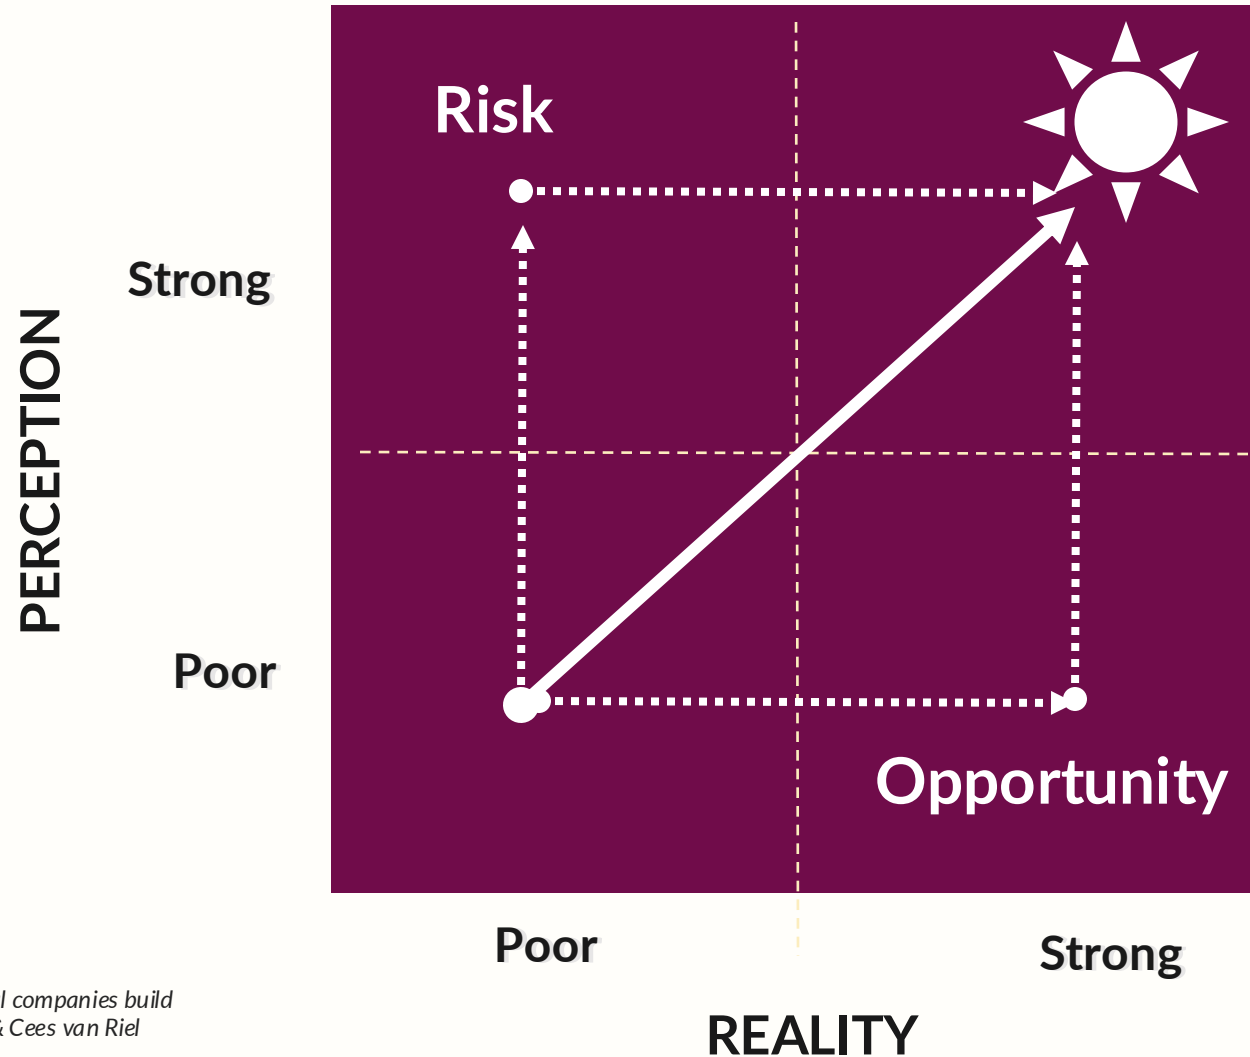 Risk
Strong
PERCEPTION
Poor
Opportunity
Poor
Strong
companies build
Cees van Riel
REALITY